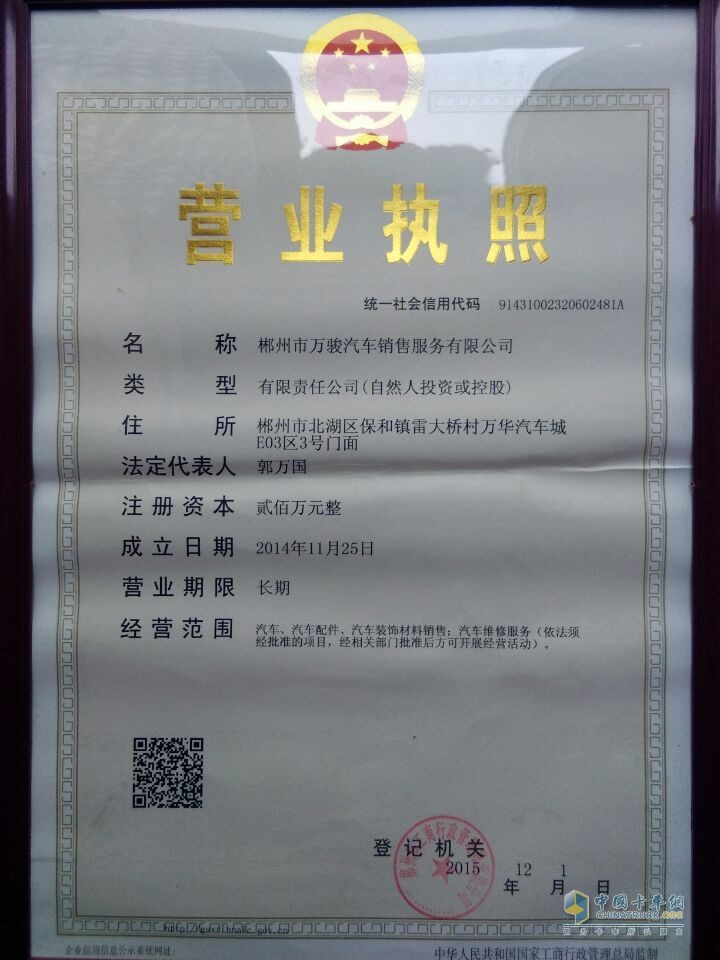 营业执照
统一社会信用代码 91431002320602481A
名称 郴州市万骏汽车销售服务有限公司
类型 有限责任公司(自然人投资或控股)
住所 郴州市北湖区保和镇雷大桥村万华汽车城
E03区3号门面
法定代表人 郭万国
注册资本 贰佰万元整
成立日期 2014年11月25日
营业期限 长期
经营范围 汽车、汽车配件、汽车装饰材料销售；汽车维修服务（依法须
经批准的项目，经相关部门批准后方可开展经营活动）。
登记机关
2015年12月1日
中国卡车网
CHINATRUCK.ORG
企业信用信息公示系统网址：
中华人民共和国国家工商行政管理总局监制